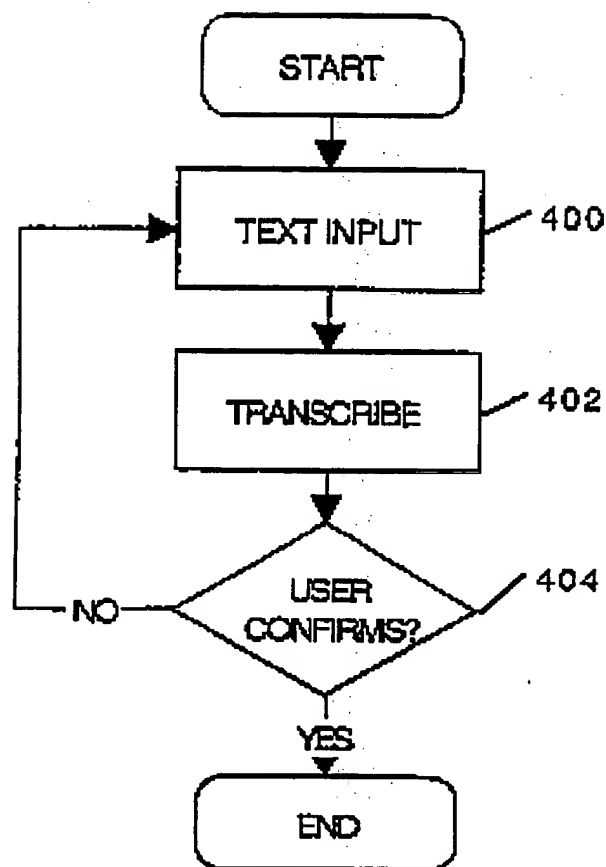 START
TEXT INPUT
400
TRANSCRIBE
402
USER
CONFIRMS?
404
NO
YES
END